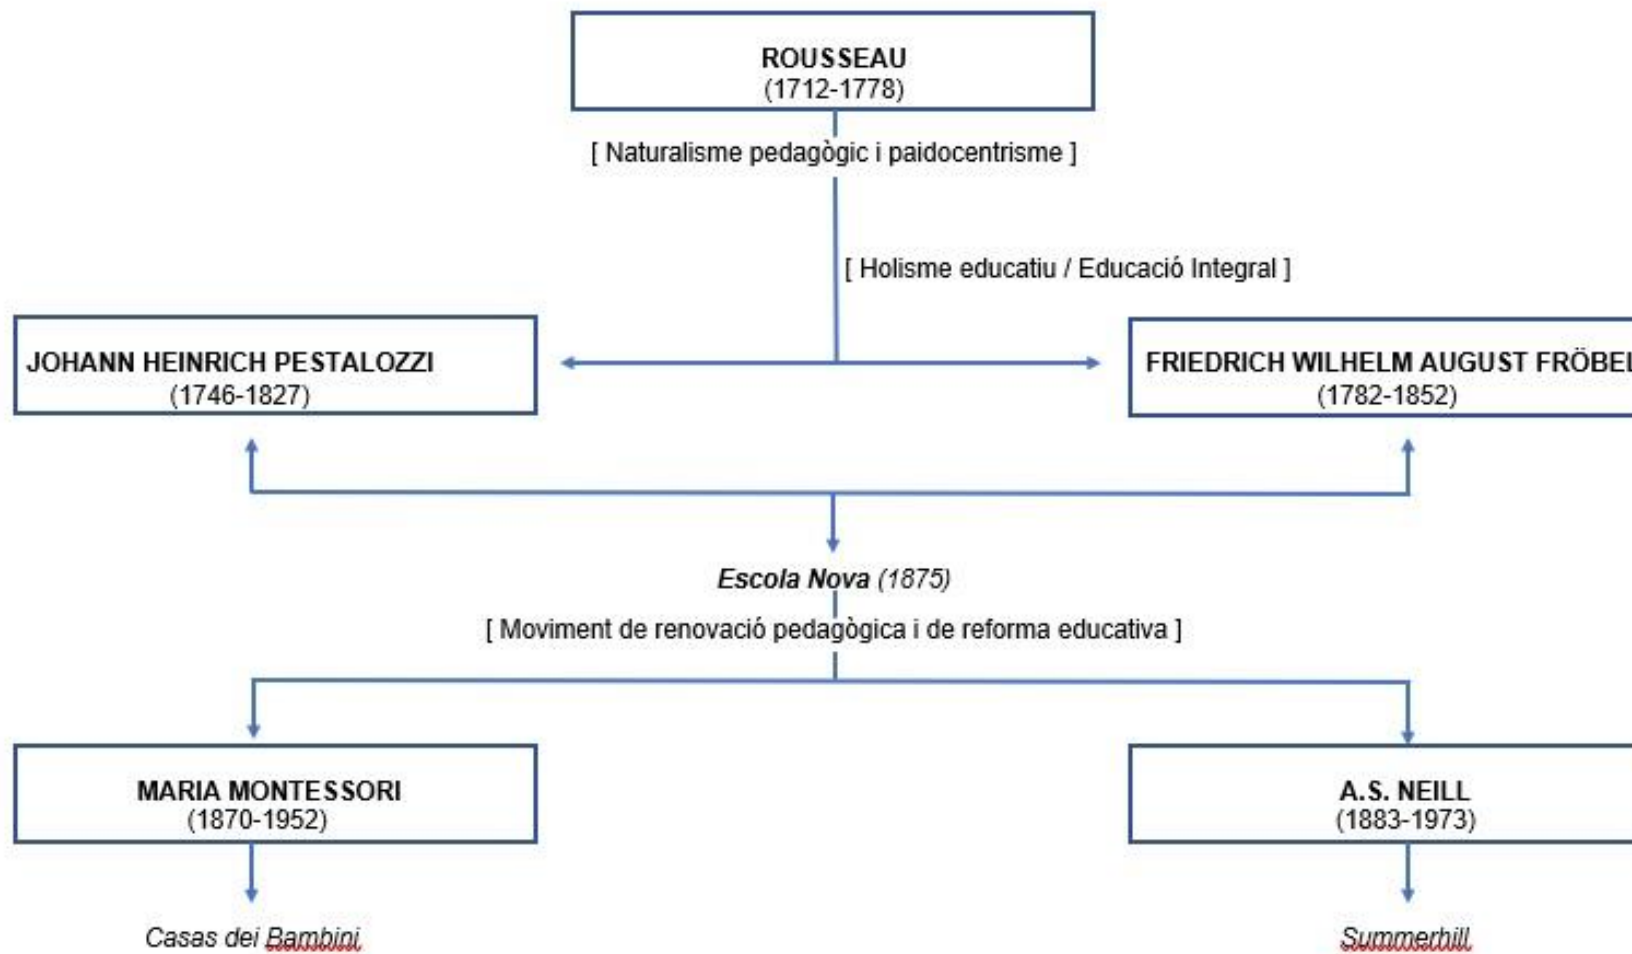 ROUSSEAU
(1712-1778)
[ Naturalisme pedagògic i paidocentrisme ]
[ Holisme educatiu / Educació Integral ]
JOHANN HEINRICH PESTALOZZI
(1746-1827)
FRIEDRICH WILHELM AUGUST FRÖBEL
(1782-1852)
Escola Nova (1875)
[ Moviment de renovació pedagògica i de reforma educativa ]
MARIA MONTESSORI
(1870-1952)
A.S. NEILL
(1883-1973)
Casas dei Bambini
Summerhill